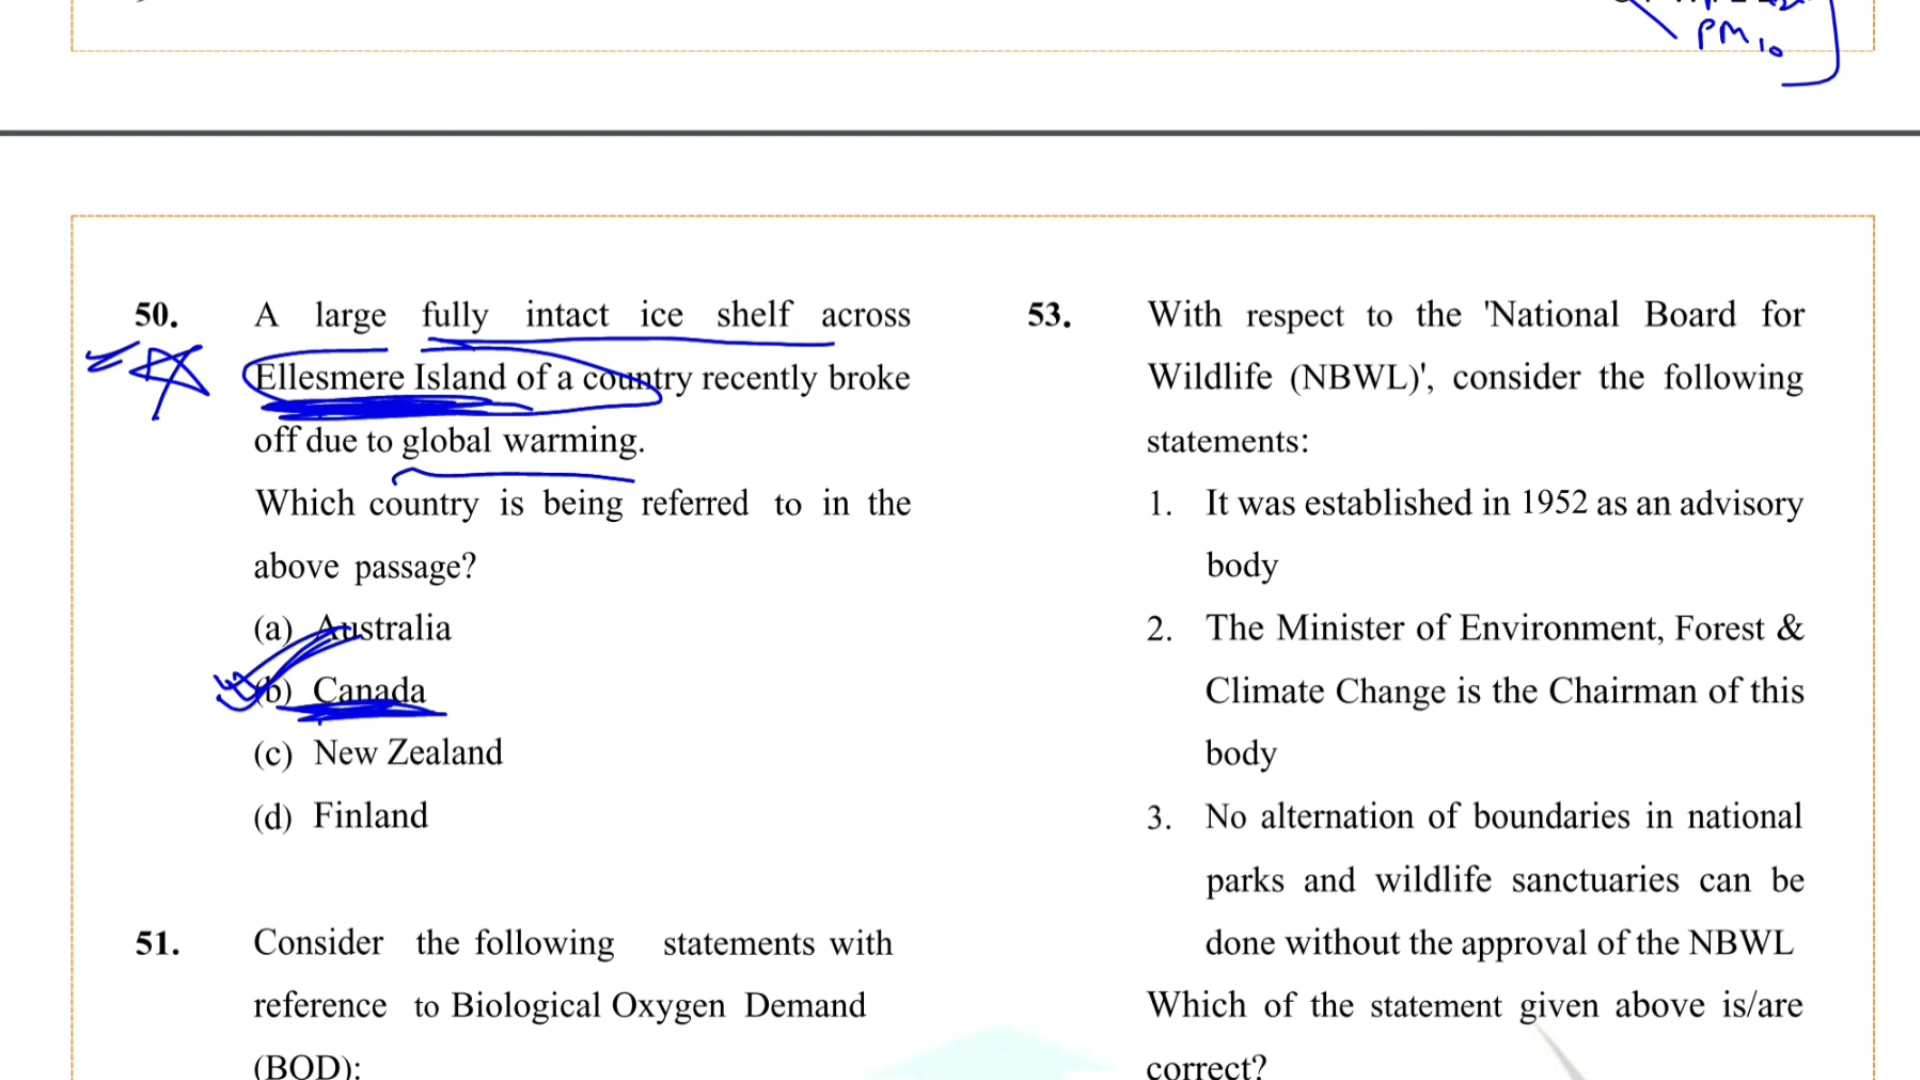 PM10
50. A large fully intact ice shelf across
Ellesmere Island of a country recently broke
off due to global warming.
Which country is being referred to in the
above passage?
(a) Australia
(b) Canada
(c) New Zealand
(d) Finland
51. Consider the following statements with
reference to Biological Oxygen Demand
(BOD):
53. With respect to the 'National Board for
Wildlife (NBWL)', consider the following
statements:
1. It was established in 1952 as an advisory
body
2. The Minister of Environment, Forest &
Climate Change is the Chairman of this
body
3. No alternation of boundaries in national
parks and wildlife sanctuaries can be
done without the approval of the NBWL
Which of the statement given above is/are
correct?